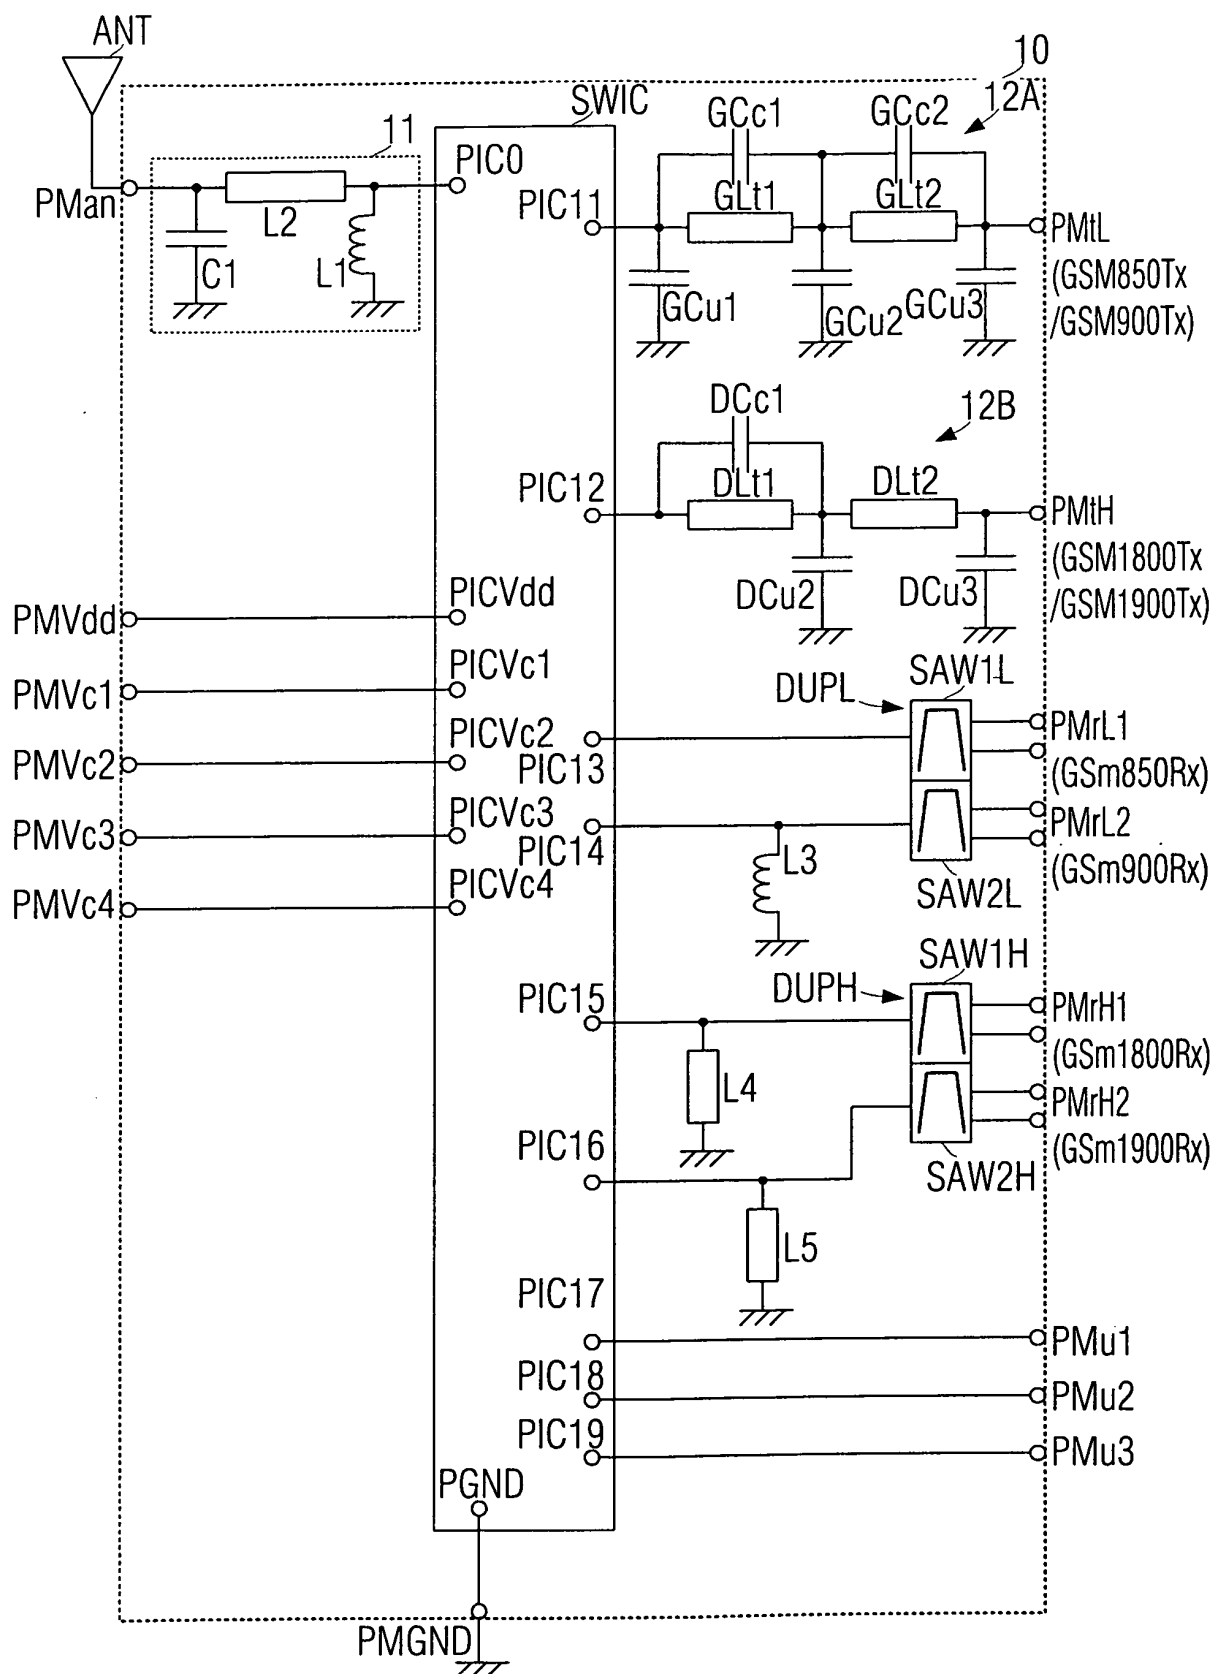 ANT
10
SWIC
12A
GCc1
GCc2
11
PIC0
PIC11
GLt1
GLt2
PMan
L2
PMtL
C1
L1
(GSM850Tx
/GSM900Tx)
GCu1
GCu2
GCu3
DCc1
12B
PIC12
DLt1
DLt2
PMtH
(GSM1800Tx
/GSM1900Tx)
DCu2
DCu3
PMVdd
PICVdd
PMVc1
PICVc1
SAW1L
DUPL
PMrL1
(GSm850Rx)
PMVc2
PICVc2
PIC13
PMVc3
PICVc3
PIC14
L3
PMrL2
(GSm900Rx)
PMVc4
PICVc4
SAW2L
SAW1H
DUPH
PIC15
PMrH1
(GSm1800Rx)
L4
PMrH2
(GSm1900Rx)
PIC16
SAW2H
L5
PIC17
PMu1
PIC18
PMu2
PIC19
PMu3
PGND
PMGND